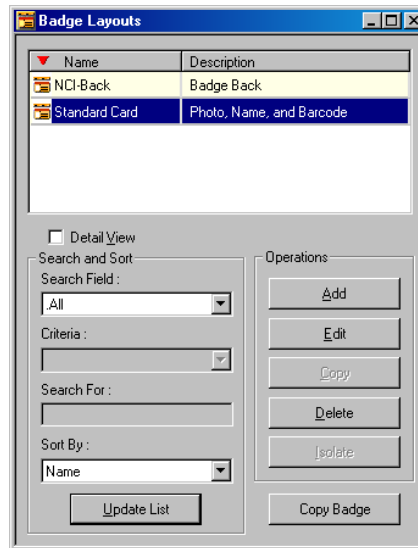 Badge Layouts
Name Description
NCI-Back Badge Back
Standard Card Photo, Name, and Barcode
Detail View
Search and Sort
Search Field :
.All
Criteria :
Search For :
Sort By :
Name
Update List
Operations
Add
Edit
Copy
Delete
Isolate
Copy Badge